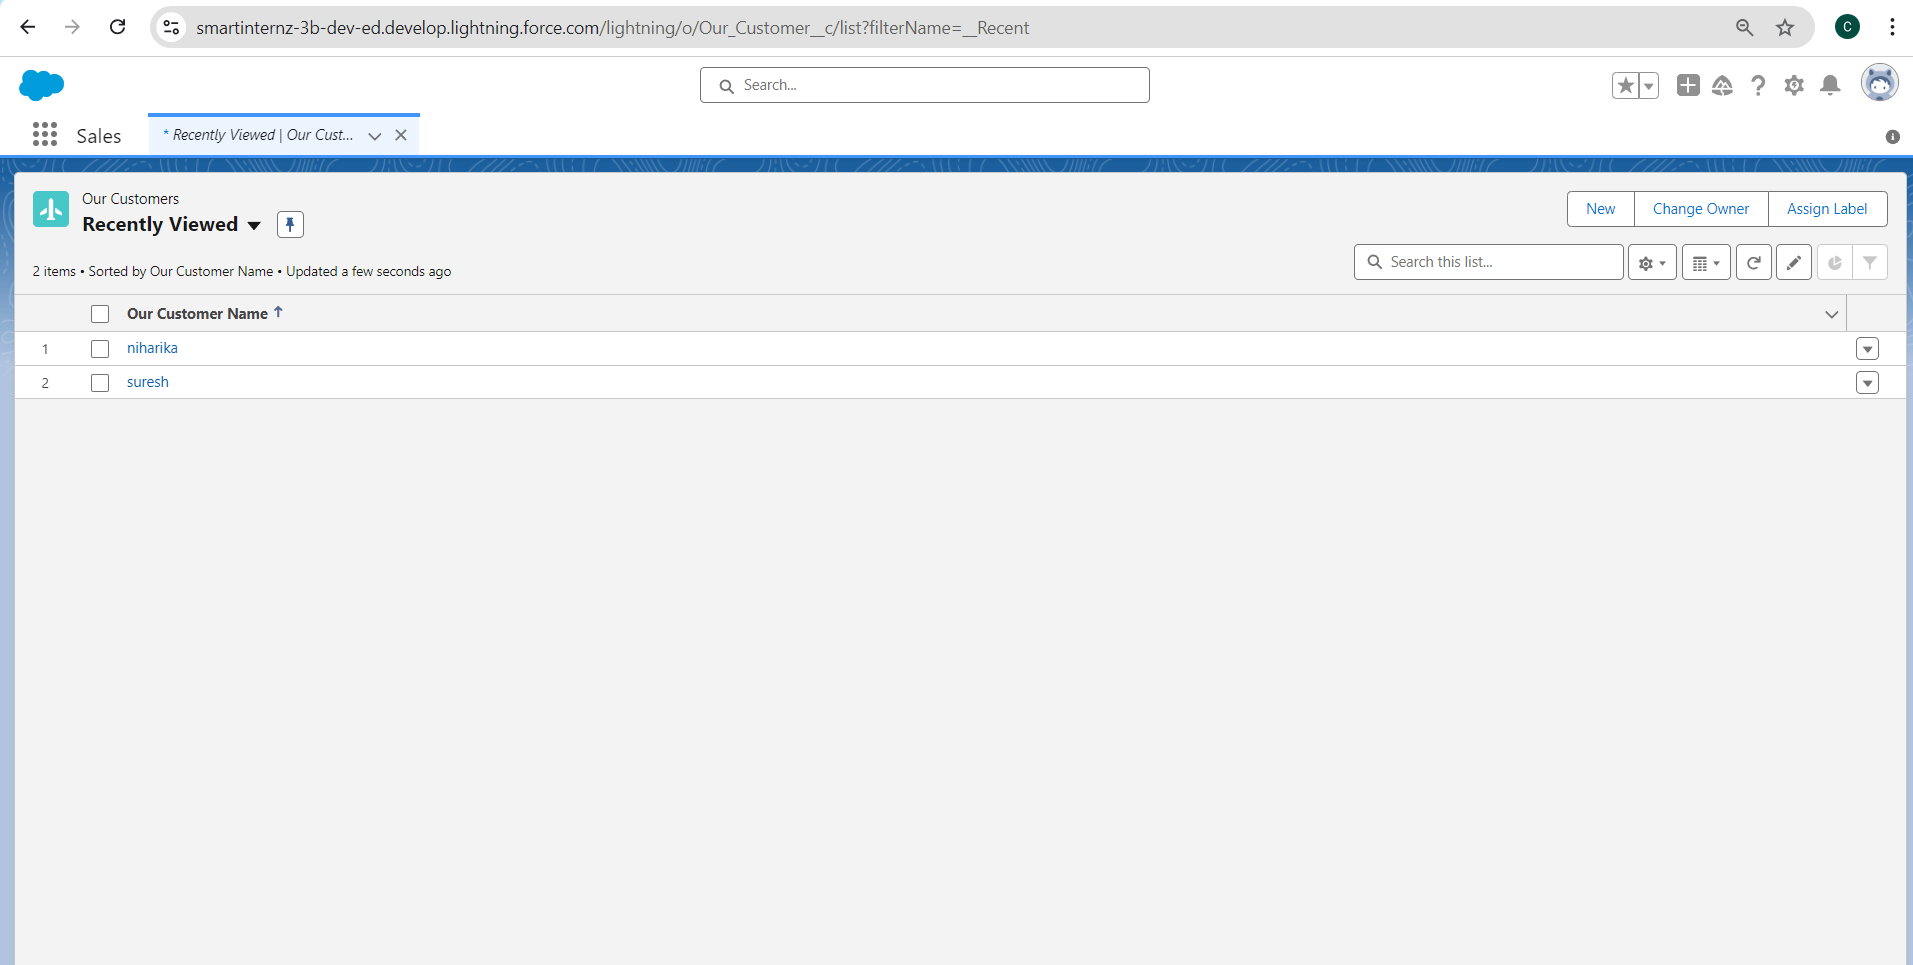 smartinternz-3b-dev-ed.develop.lightning.force.com/lightning/o/Our_Customer__c/list?filterName=__Recent
C
Search...
Sales
* Recently Viewed | Our Cust...
Our Customers
Recently Viewed
New
Change Owner
Assign Label
2 items • Sorted by Our Customer Name • Updated a few seconds ago
Search this list...
Our Customer Name ↑
1 niharika
2 suresh